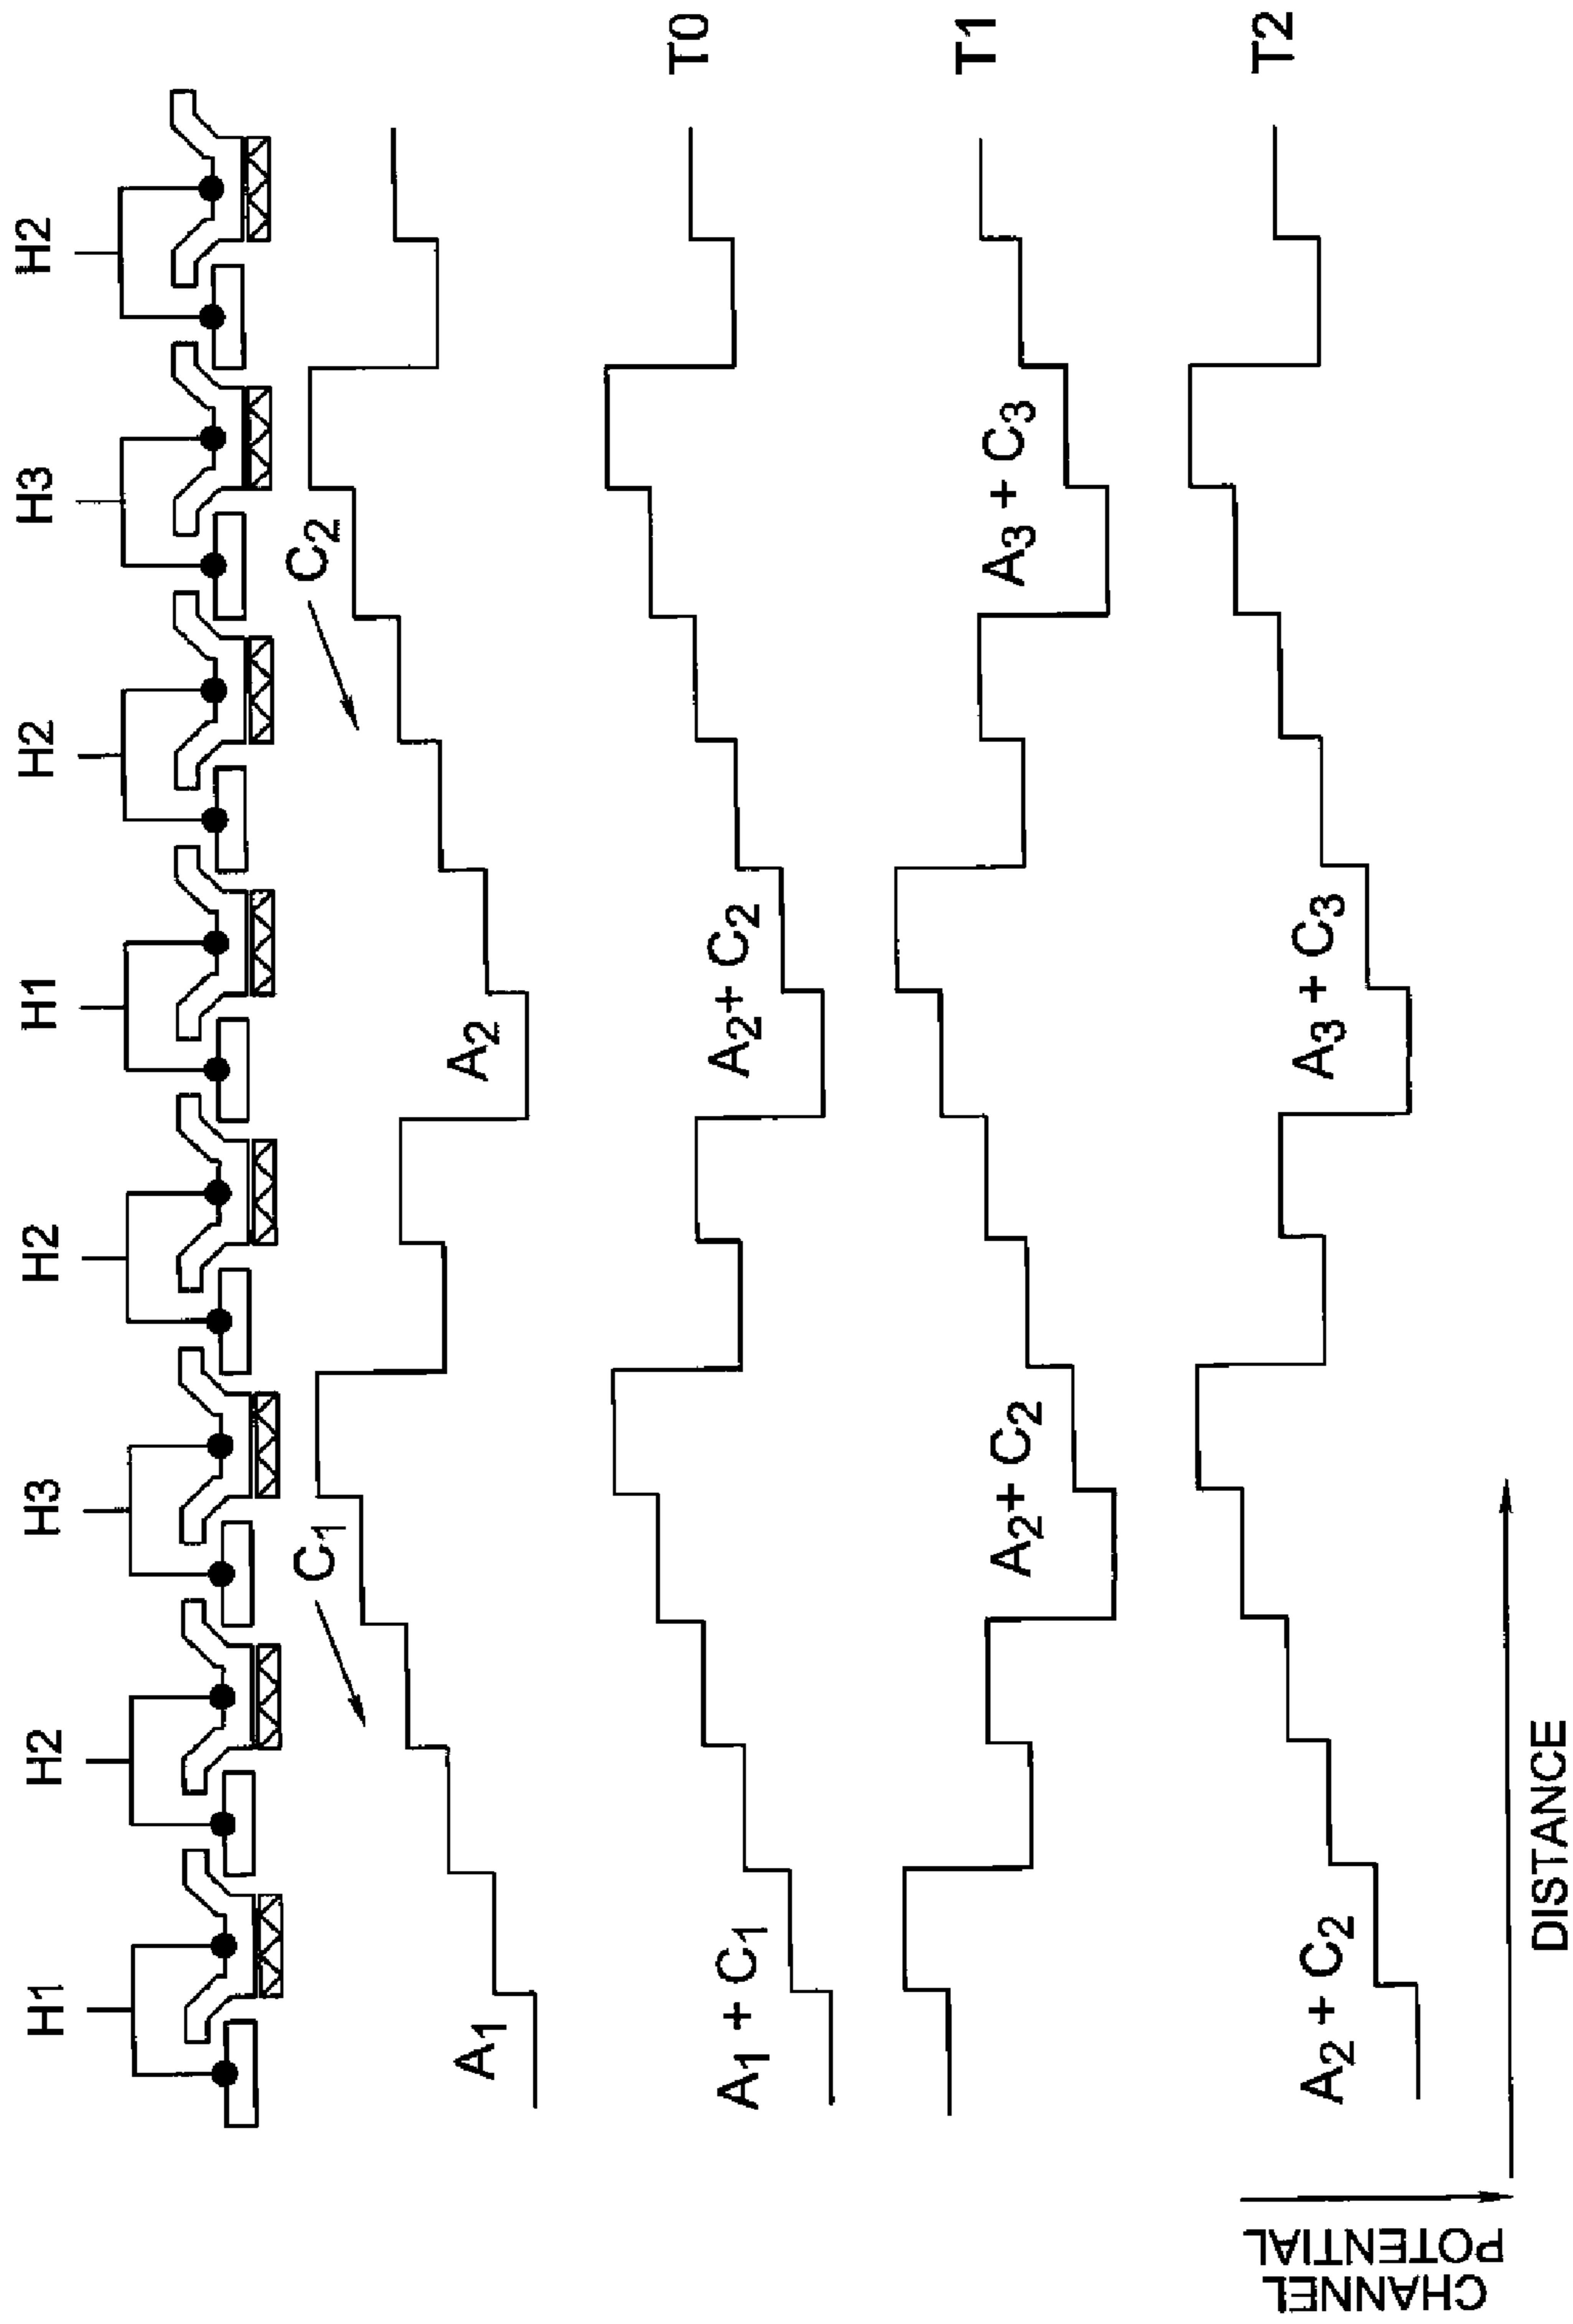 H1 H2 H3 H2 H1 H2 H3 H2
C1 C2
A1 A2
A1 + C1 A2+ C2 T0
A2+ C2 A3 + C3 T1
A2 + C2 A3 + C3 T2
CHANNEL
POTENTIAL
DISTANCE